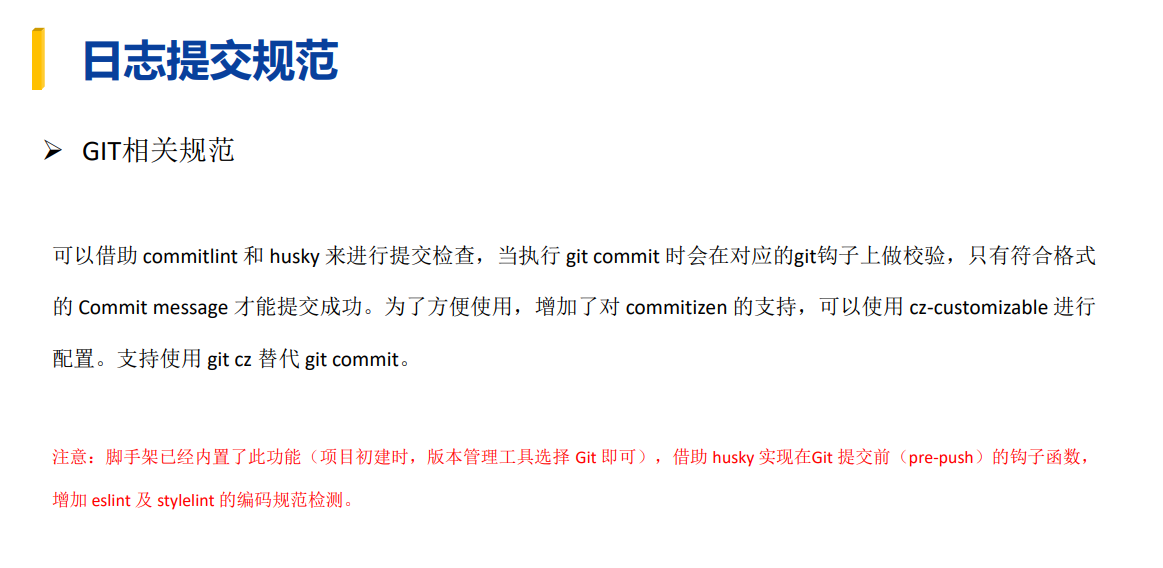 日志提交规范
GIT相关规范
可以借助 commitlint 和 husky 来进行提交检查，当执行 git commit 时会在对应的git钩子上做校验，只有符合格式
的 Commit message 才能提交成功。为了方便使用，增加了对 commitizen 的支持，可以使用 cz-customizable 进行
配置。支持使用 git cz 替代 git commit。
注意：脚手架已经内置了此功能（项目初建时，版本管理工具选择 Git 即可），借助 husky 实现在Git 提交前（pre-push）的钩子函数，
增加 eslint 及 stylelint 的编码规范检测。